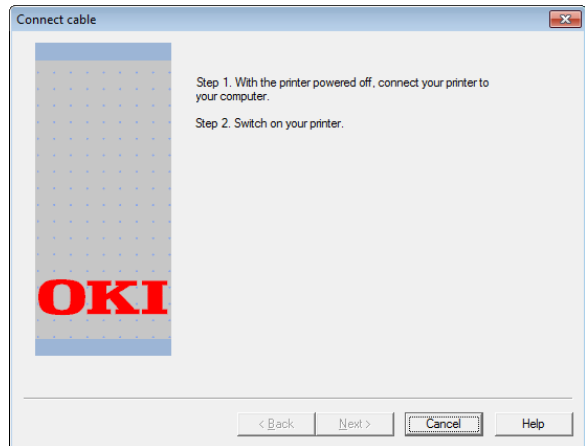 Connect cable
Step 1. With the printer powered off, connect your printer to
your computer.
Step 2. Switch on your printer.
OKI
< Back
Next >
Cancel
Help